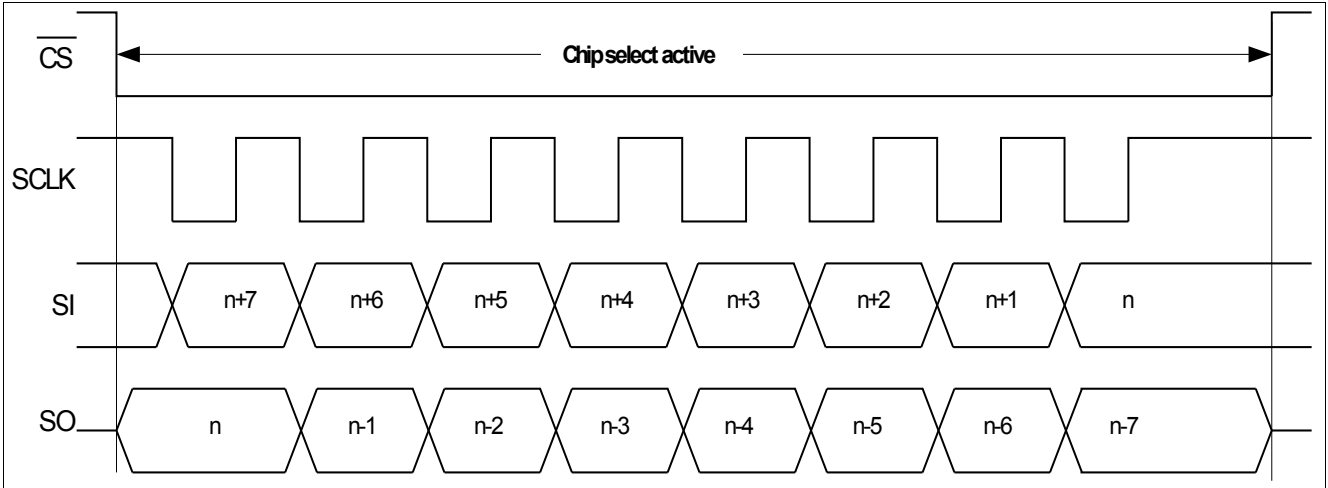 CS
Chip select active
SCLK
SI
n+7 n+6 n+5 n+4 n+3 n+2 n+1 n
SO
n n-1 n-2 n-3 n-4 n-5 n-6 n-7